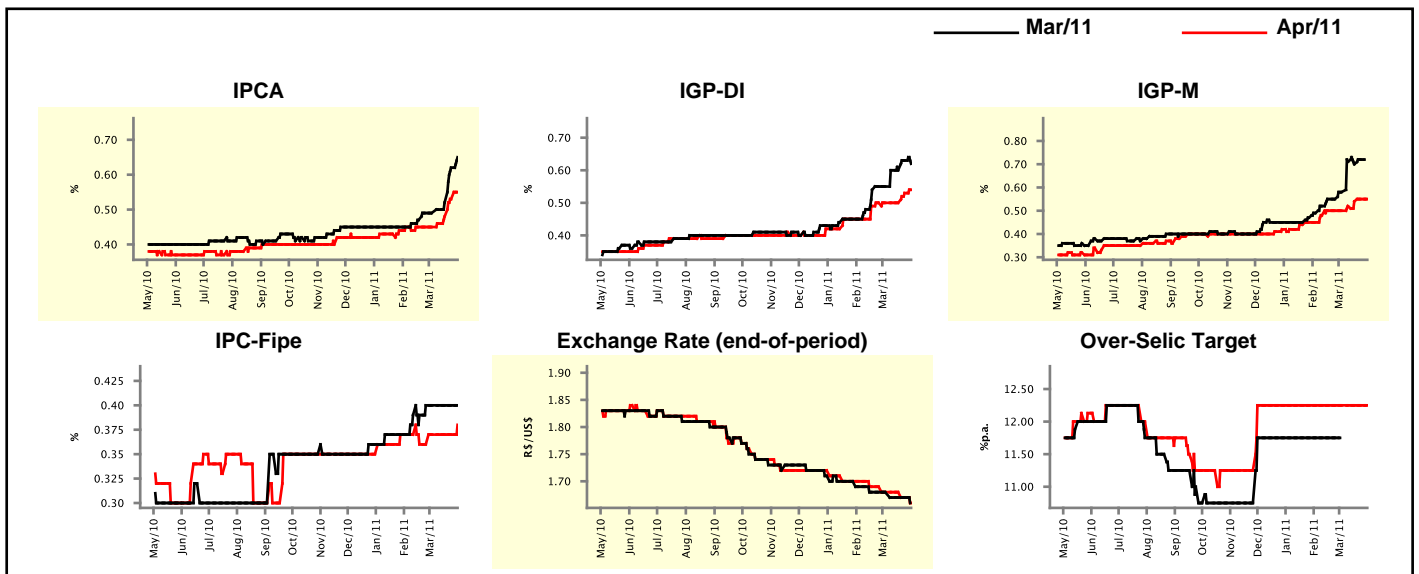 Mar/11 Apr/11
IPCA
%
0.70
0.60
0.50
0.40
May/10 Jun/10 Jul/10 Aug/10 Sep/10 Oct/10 Nov/10 Dec/10 Jan/11 Feb/11 Mar/11
IGP-DI
%
0.70
0.60
0.50
0.40
May/10 Jun/10 Jul/10 Aug/10 Sep/10 Oct/10 Nov/10 Dec/10 Jan/11 Feb/11 Mar/11
IGP-M
%
0.80
0.70
0.60
0.50
0.40
0.30
May/10 Jun/10 Jul/10 Aug/10 Sep/10 Oct/10 Nov/10 Dec/10 Jan/11 Feb/11 Mar/11
IPC-Fipe
%
0.425
0.40
0.375
0.35
0.325
0.30
May/10 Jun/10 Jul/10 Aug/10 Sep/10 Oct/10 Nov/10 Dec/10 Jan/11 Feb/11 Mar/11
Exchange Rate (end-of-period)
R$/US$
1.90
1.85
1.80
1.75
1.70
May/10 Jun/10 Jul/10 Aug/10 Sep/10 Oct/10 Nov/10 Dec/10 Jan/11 Feb/11 Mar/11
Over-Selic Target
%p.a.
12.50
12.00
11.50
11.00
May/10 Jun/10 Jul/10 Aug/10 Sep/10 Oct/10 Nov/10 Dec/10 Jan/11 Feb/11 Mar/11